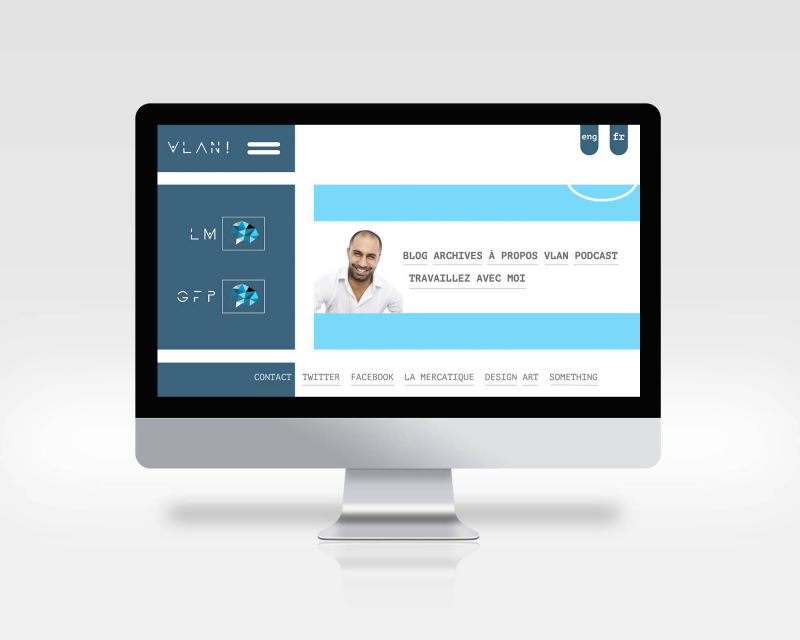 VLAN!
eng fr
LM
GFP
BLOG ARCHIVES À PROPOS VLAN PODCAST
TRAVAILLEZ AVEC MOI
CONTACT TWITTER FACEBOOK LA MERCATIQUE DESIGN ART SOMETHING